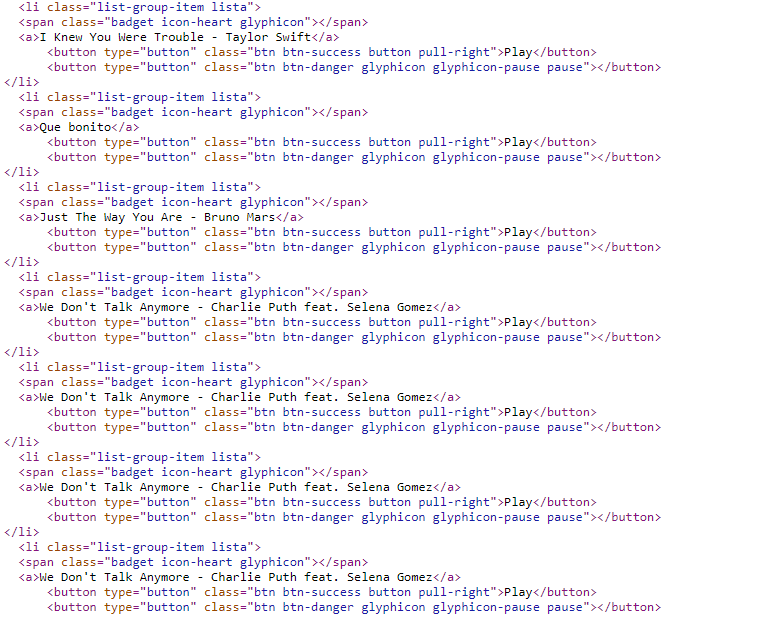 <li class="list-group-item lista">
<span class="badget icon-heart glyphicon"></span>
<a>I Knew You Were Trouble - Taylor Swift</a>
<button type="button" class="btn btn-success button pull-right">Play</button>
<button type="button" class="btn btn-danger glyphicon glyphicon-pause pause"></button>
</li>
<li class="list-group-item lista">
<span class="badget icon-heart glyphicon"></span>
<a>Que bonito</a>
<button type="button" class="btn btn-success button pull-right">Play</button>
<button type="button" class="btn btn-danger glyphicon glyphicon-pause pause"></button>
</li>
<li class="list-group-item lista">
<span class="badget icon-heart glyphicon"></span>
<a>Just The Way You Are - Bruno Mars</a>
<button type="button" class="btn btn-success button pull-right">Play</button>
<button type="button" class="btn btn-danger glyphicon glyphicon-pause pause"></button>
</li>
<li class="list-group-item lista">
<span class="badget icon-heart glyphicon"></span>
<a>We Don't Talk Anymore - Charlie Puth feat. Selena Gomez</a>
<button type="button" class="btn btn-success button pull-right">Play</button>
<button type="button" class="btn btn-danger glyphicon glyphicon-pause pause"></button>
</li>
<li class="list-group-item lista">
<span class="badget icon-heart glyphicon"></span>
<a>We Don't Talk Anymore - Charlie Puth feat. Selena Gomez</a>
<button type="button" class="btn btn-success button pull-right">Play</button>
<button type="button" class="btn btn-danger glyphicon glyphicon-pause pause"></button>
</li>
<li class="list-group-item lista">
<span class="badget icon-heart glyphicon"></span>
<a>We Don't Talk Anymore - Charlie Puth feat. Selena Gomez</a>
<button type="button" class="btn btn-success button pull-right">Play</button>
<button type="button" class="btn btn-danger glyphicon glyphicon-pause pause"></button>
</li>
<li class="list-group-item lista">
<span class="badget icon-heart glyphicon"></span>
<a>We Don't Talk Anymore - Charlie Puth feat. Selena Gomez</a>
<button type="button" class="btn btn-success button pull-right">Play</button>
<button type="button" class="btn btn-danger glyphicon glyphicon-pause pause"></button>